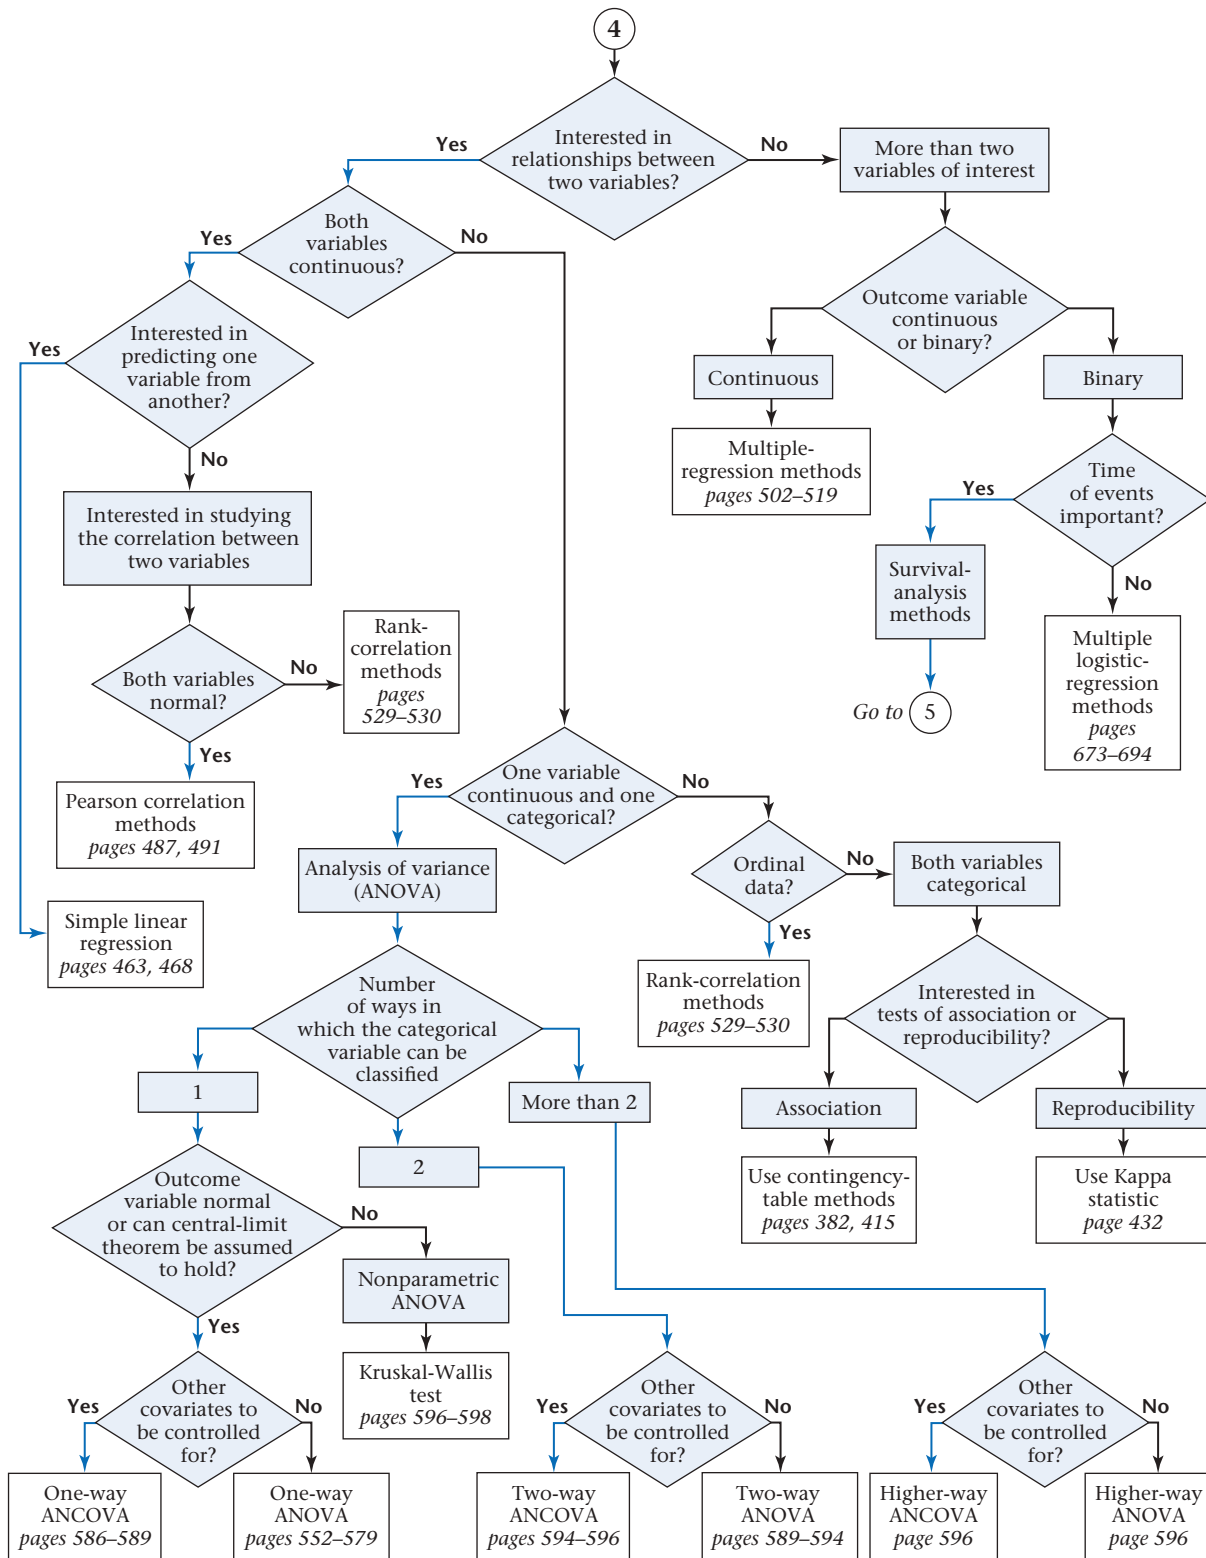 4
Interested in
relationships between
two variables?
Yes
No
More than two
variables of interest
Both
variables
continuous?
Yes
No
Outcome variable
continuous
or binary?
Interested in
predicting one
variable from
another?
Yes
No
Continuous
Binary
Multiple-
regression methods
pages 502–519
Time
of events
important?
Yes
No
Interested in studying
the correlation between
two variables
Survival-
analysis
methods
Go to 5
Multiple
logistic-
regression
methods
pages
673–694
Both variables
normal?
No
Rank-
correlation
methods
pages
529–530
Yes
Pearson correlation
methods
pages 487, 491
Simple linear
regression
pages 463, 468
One variable
continuous and one
categorical?
Yes
No
Analysis of variance
(ANOVA)
Ordinal
data?
No
Yes
Both variables
categorical
Rank-correlation
methods
pages 529–530
Interested in
tests of association or
reproducibility?
Association
Reproducibility
Use contingency-
table methods
pages 382, 415
Use Kappa
statistic
page 432
Number
of ways in
which the categorical
variable can be
classified
1
2
More than 2
Outcome
variable normal
or can central-limit
theorem be assumed
to hold?
No
Yes
Nonparametric
ANOVA
Kruskal-Wallis
test
pages 596–598
Other
covariates to
be controlled
for?
Yes
No
One-way
ANCOVA
pages 586–589
One-way
ANOVA
pages 552–579
Other
covariates to
be controlled
for?
Yes
No
Two-way
ANCOVA
pages 594–596
Two-way
ANOVA
pages 589–594
Other
covariates to
be controlled
for?
Yes
No
Higher-way
ANCOVA
page 596
Higher-way
ANOVA
page 596